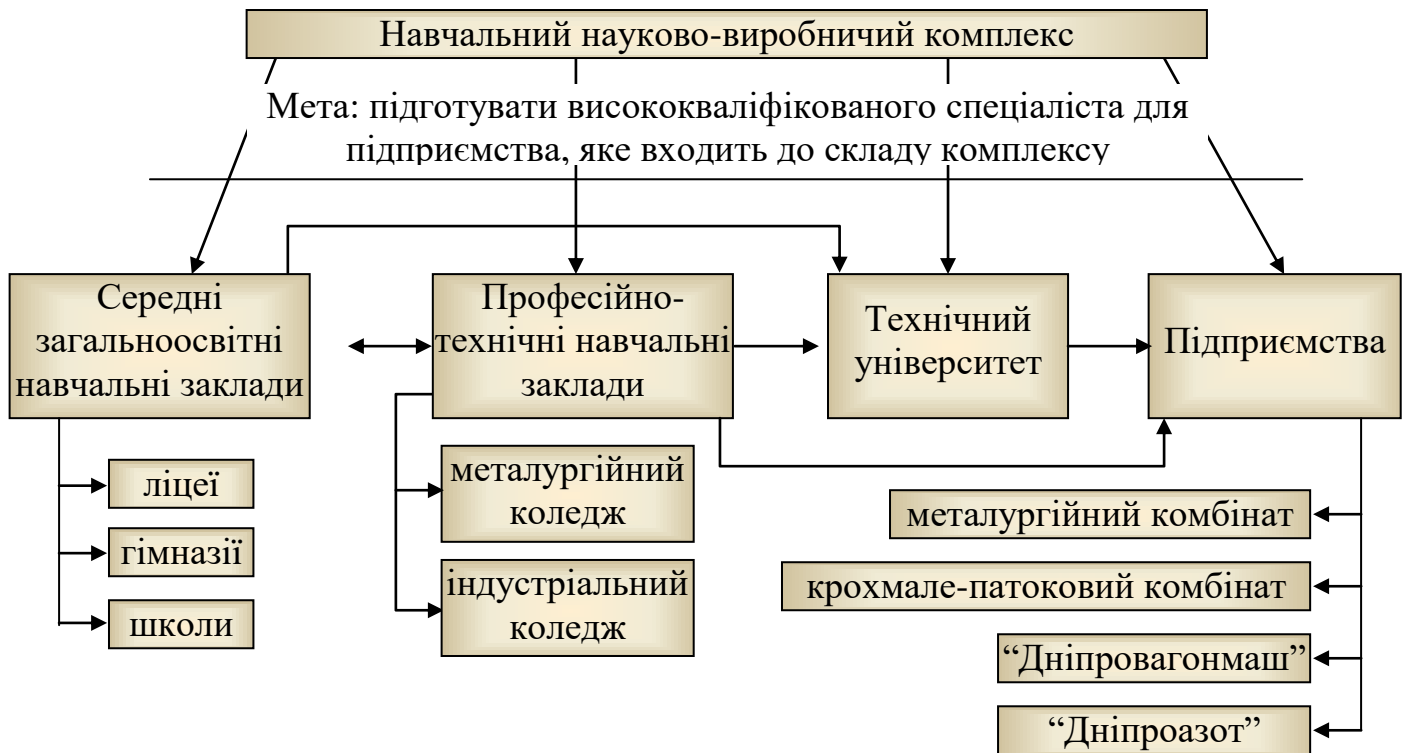 Навчальний науково-виробничий комплекс
Мета: підготувати висококваліфікованого спеціаліста для
підприємства, яке входить до складу комплексу
Середні
загальноосвітні
навчальні заклади
Професійно-
технічні навчальні
заклади
Технічний
університет
Підприємства
ліцеї
гімназії
школи
металургійний
коледж
індустріальний
коледж
металургійний комбінат
крохмале-патоковий комбінат
“Дніпровагонмаш”
“Дніпроазот”